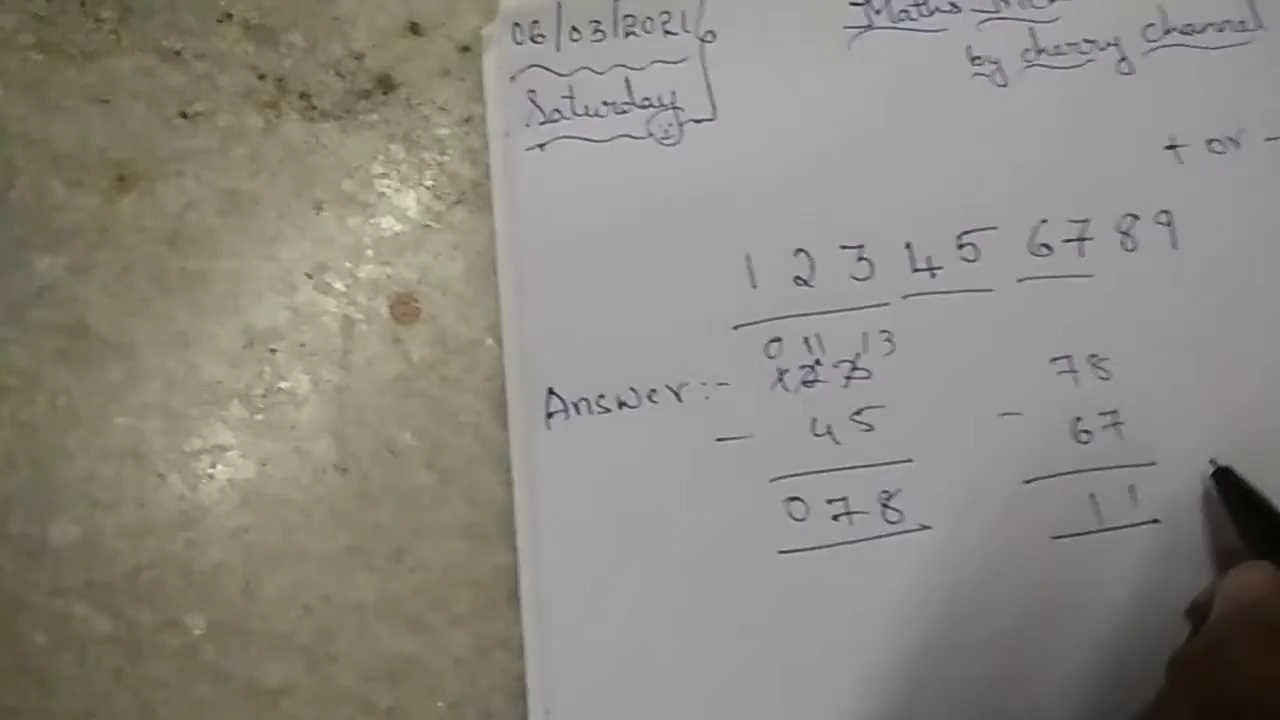 06/03/2021
Saturday
Maths
by cherry channel
+ or -
1 2 3 4 5 6 7 8 9
0 11 13
Answer:- 123 78
- 45 - 67
078 11